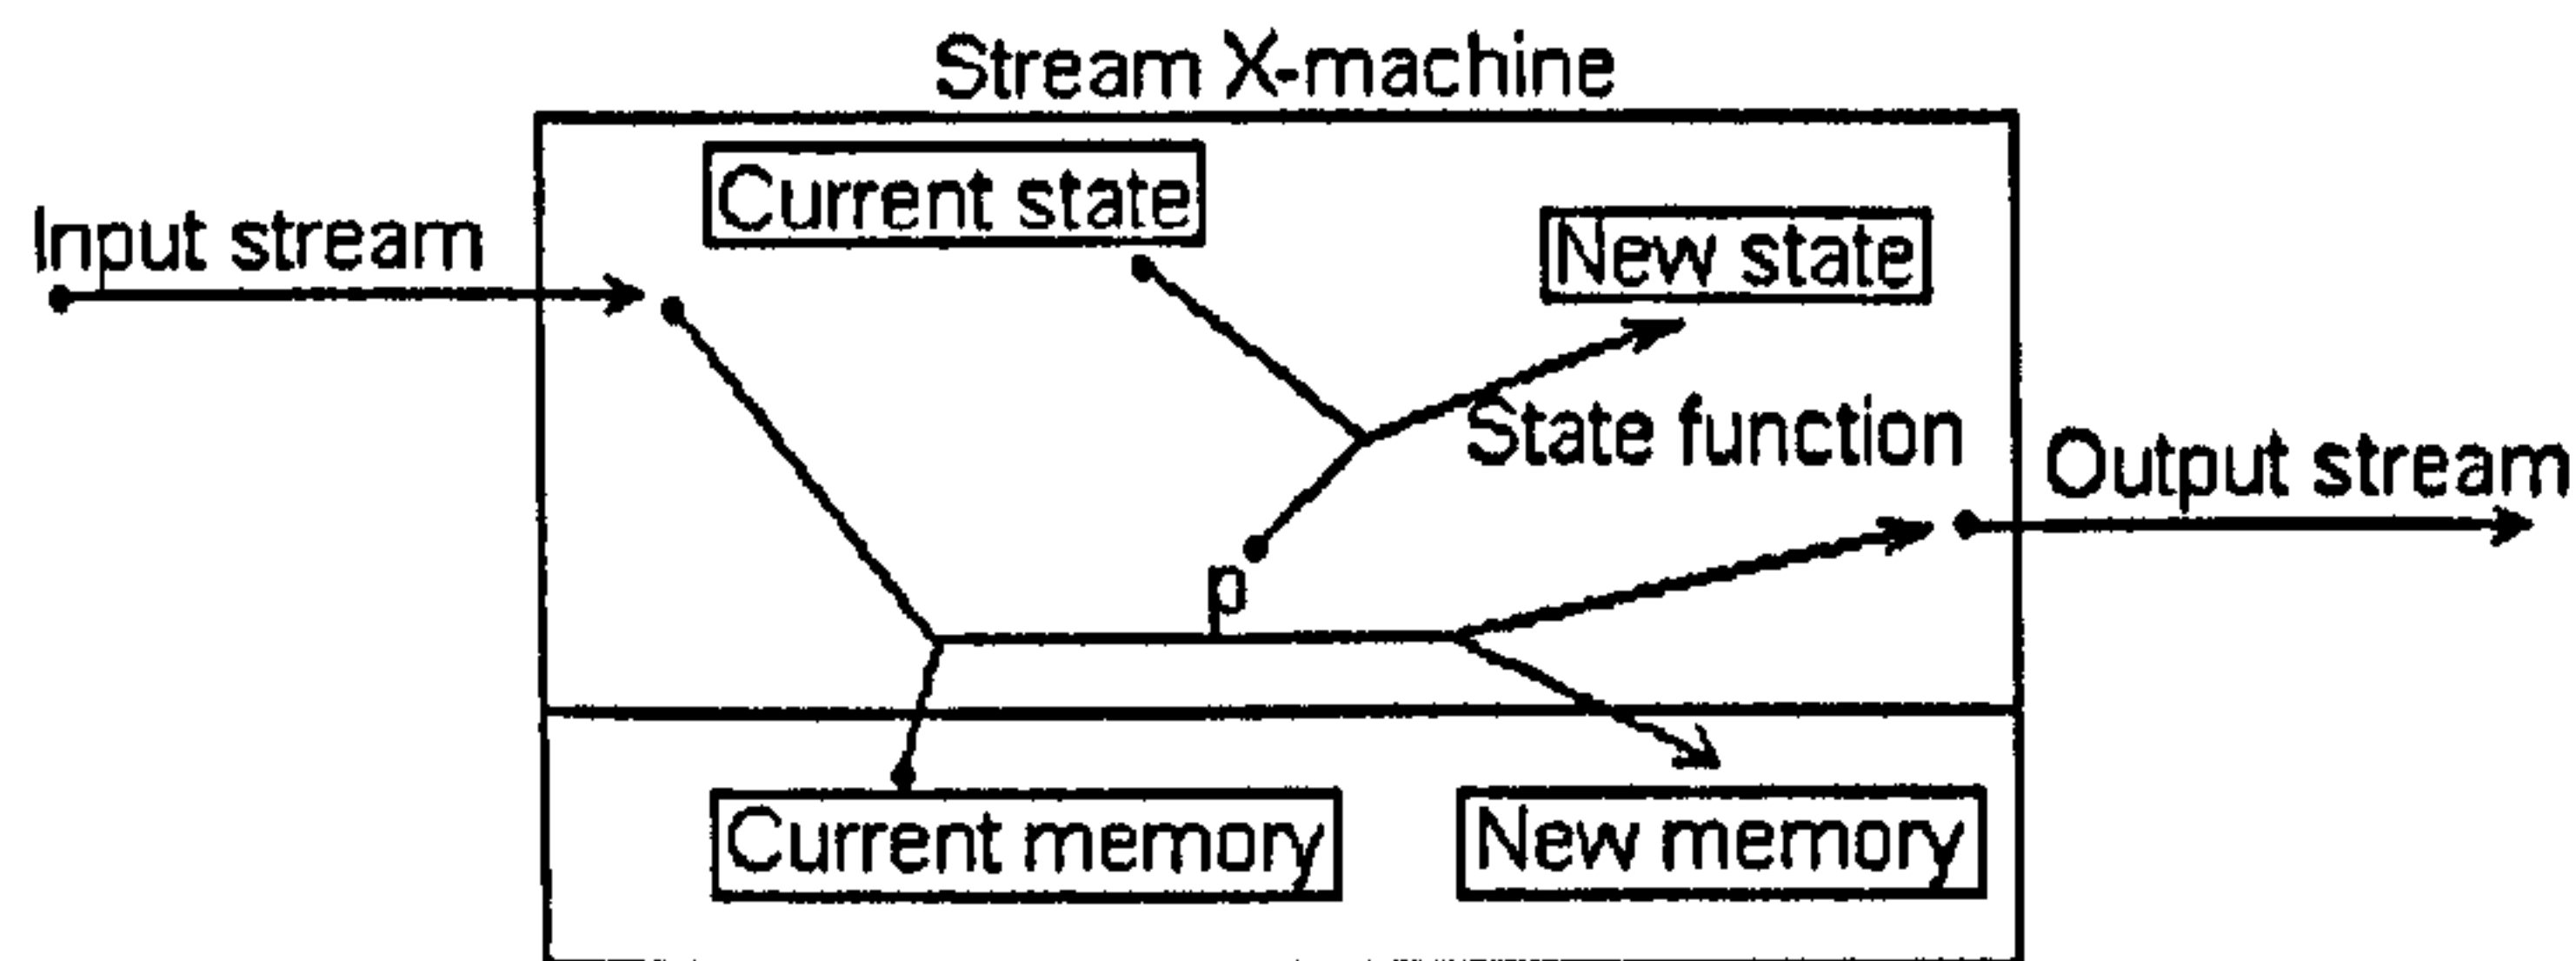 Stream X-machine
Current state
Input stream
New state
State function
Output stream
p
Current memory
New memory